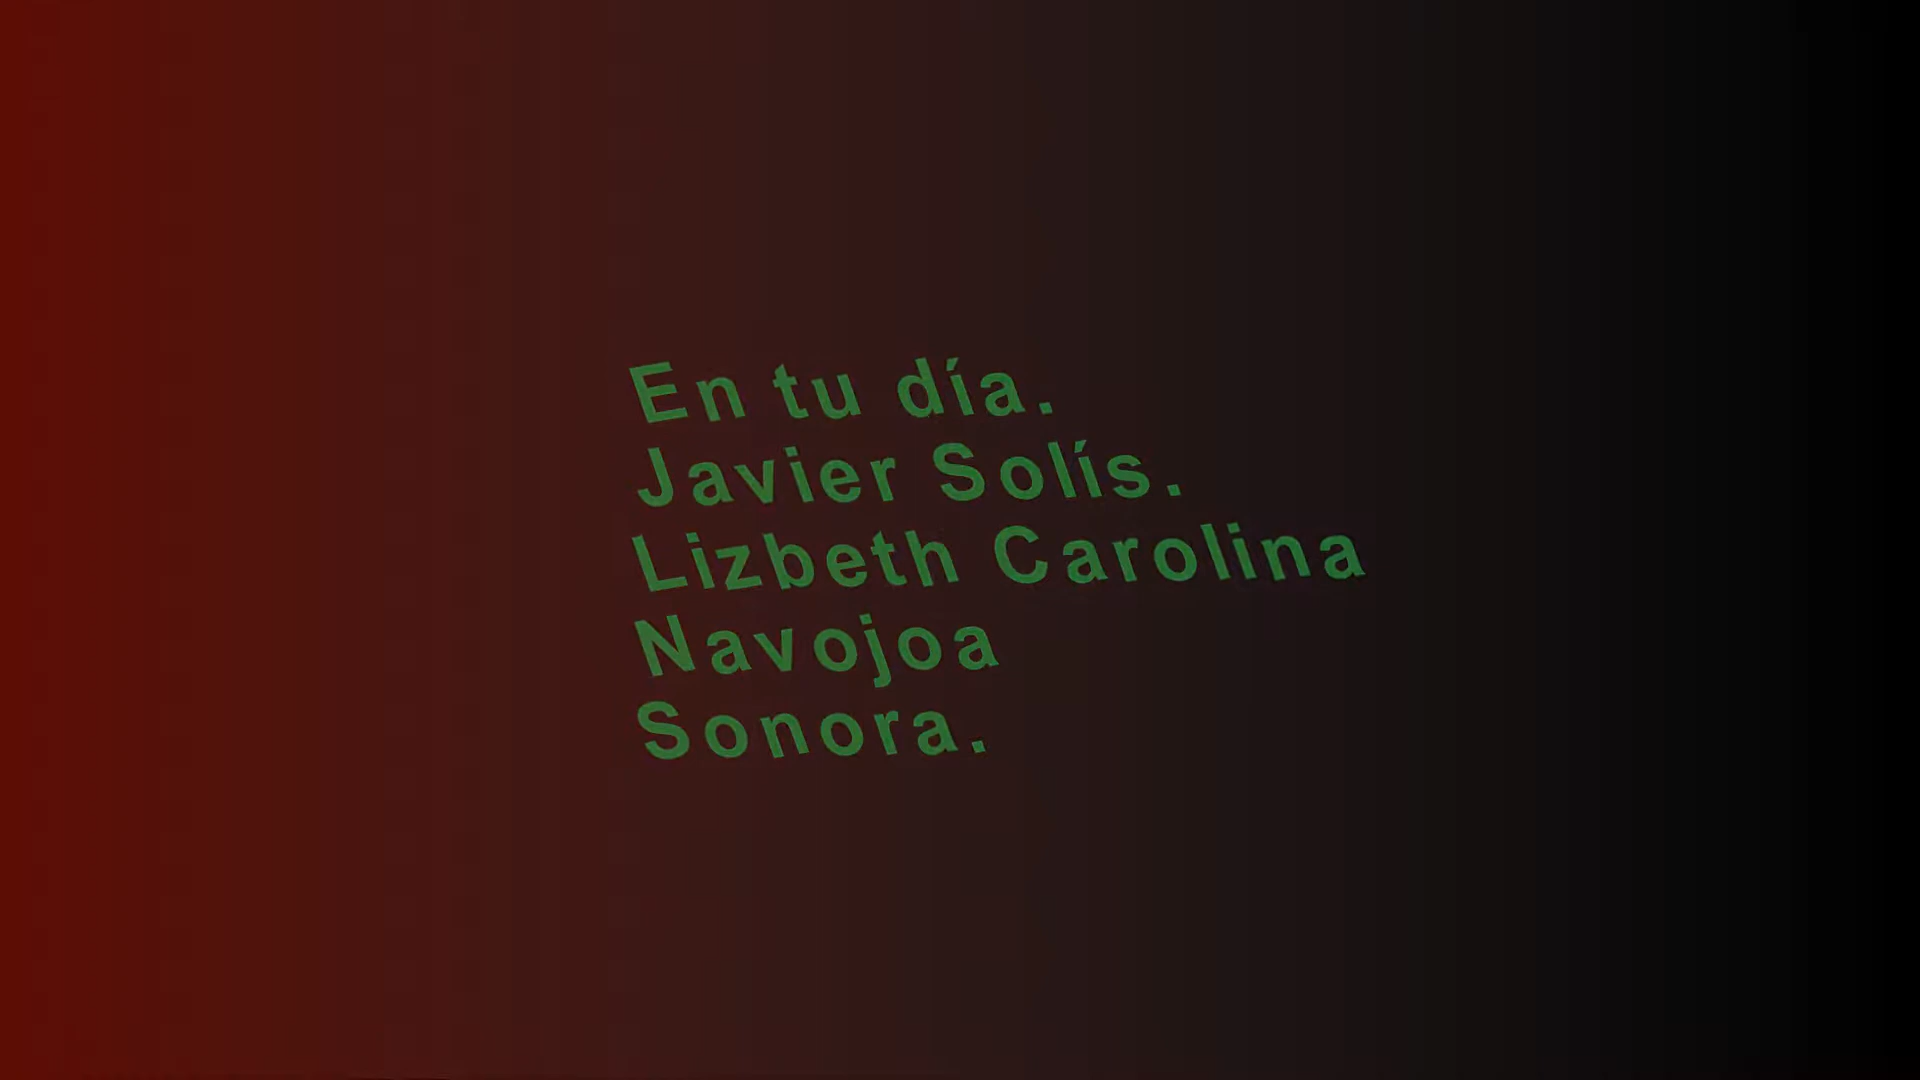 En tu día.
Javier Solís.
Lizbeth Carolina
Navojoa
Sonora.